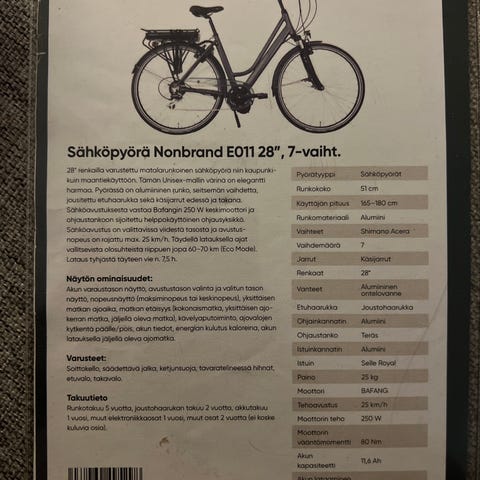 Sähköpyörä Nonbrand E011 28”, 7-vaiht.
28” renkailla varustettu matalarunkoinen sähköpyörä niin kaupunki-
kuin maantiekäyttöön. Tämän Unisex-mallin värinä on elegantti
harmaa. Pyörässä on alumiininen runko, seitsemän vaihdetta,
joustettu etuhaarukka sekä käsijarrut edessä ja takana.
Sähköavustuksesta vastaa Bafangin 250 W keskimoottori ja
ohjaustankoon sijoitettu helppokäyttöinen ohjausyksikkö.
Sähköavustus on valittavissa viidestä tasosta ja avustus-
nopeus on rajattu max. 25 km/h. Täydellä latauksella ajat
vallitsevista olosuhteista riippuen jopa 40-60 km (Eco Mode).
Lataus tyhjästä täyteen vie n. 7,5 h.
Näytön ominaisuudet:
Akun varaustason näyttö, avustustason valinta ja valitun tason
näyttö, nopeusnäyttö (maksiminopeus tai keskinopeus), yksittäisen
matkan ajoaika, matkan etäisyys (kokonaismatka, yksittäisen ajo-
kerran matka, jäljellä oleva matka), kävelyaputoiminto, ajovalojen
kytkentä päälle/pois, akun tiedot, energian kulutus kaloreina, akun
latauksella jäljellä oleva ajomatka.
Varusteet:
Soittokello, säädettävä jalka, ketjunsuoja, tavaratelineessä hihnat,
etuvalo, takavalo.
Takuutieto
Runkotakuu 5 vuotta, joustohaarukan takuu 2 vuotta, akkutakuu
1 vuosi, muut elektroniikkaosat 1 vuosi, muut osat 2 vuotta (ei koske
kuluvia osia).
Pyörätyyppi Sähköpyörät
Runkokoko 51 cm
Käyttäjän pituus 165–180 cm
Runkomateriaali Alumiini
Vaihteet Shimano Acera
Vaihdemäärä 7
Jarrut Käsijarrut
Renkaat 28”
Vanteet Alumiininen
ontelovanne
Etuhaarukka Joustohaarukka
Ohjainkannatin Alumiini
Ohjaustanko Teräs
Istuinkannatin Alumiini
Istuin Selle Royal
Paino 25 kg
Moottori BAFANG
Tehoavustus 25 km/h
Moottorin teho 250 W
Moottorin
vääntömomentti 80 Nm
Akun
kapasiteetti 11,6 Ah
Akun lataaminen